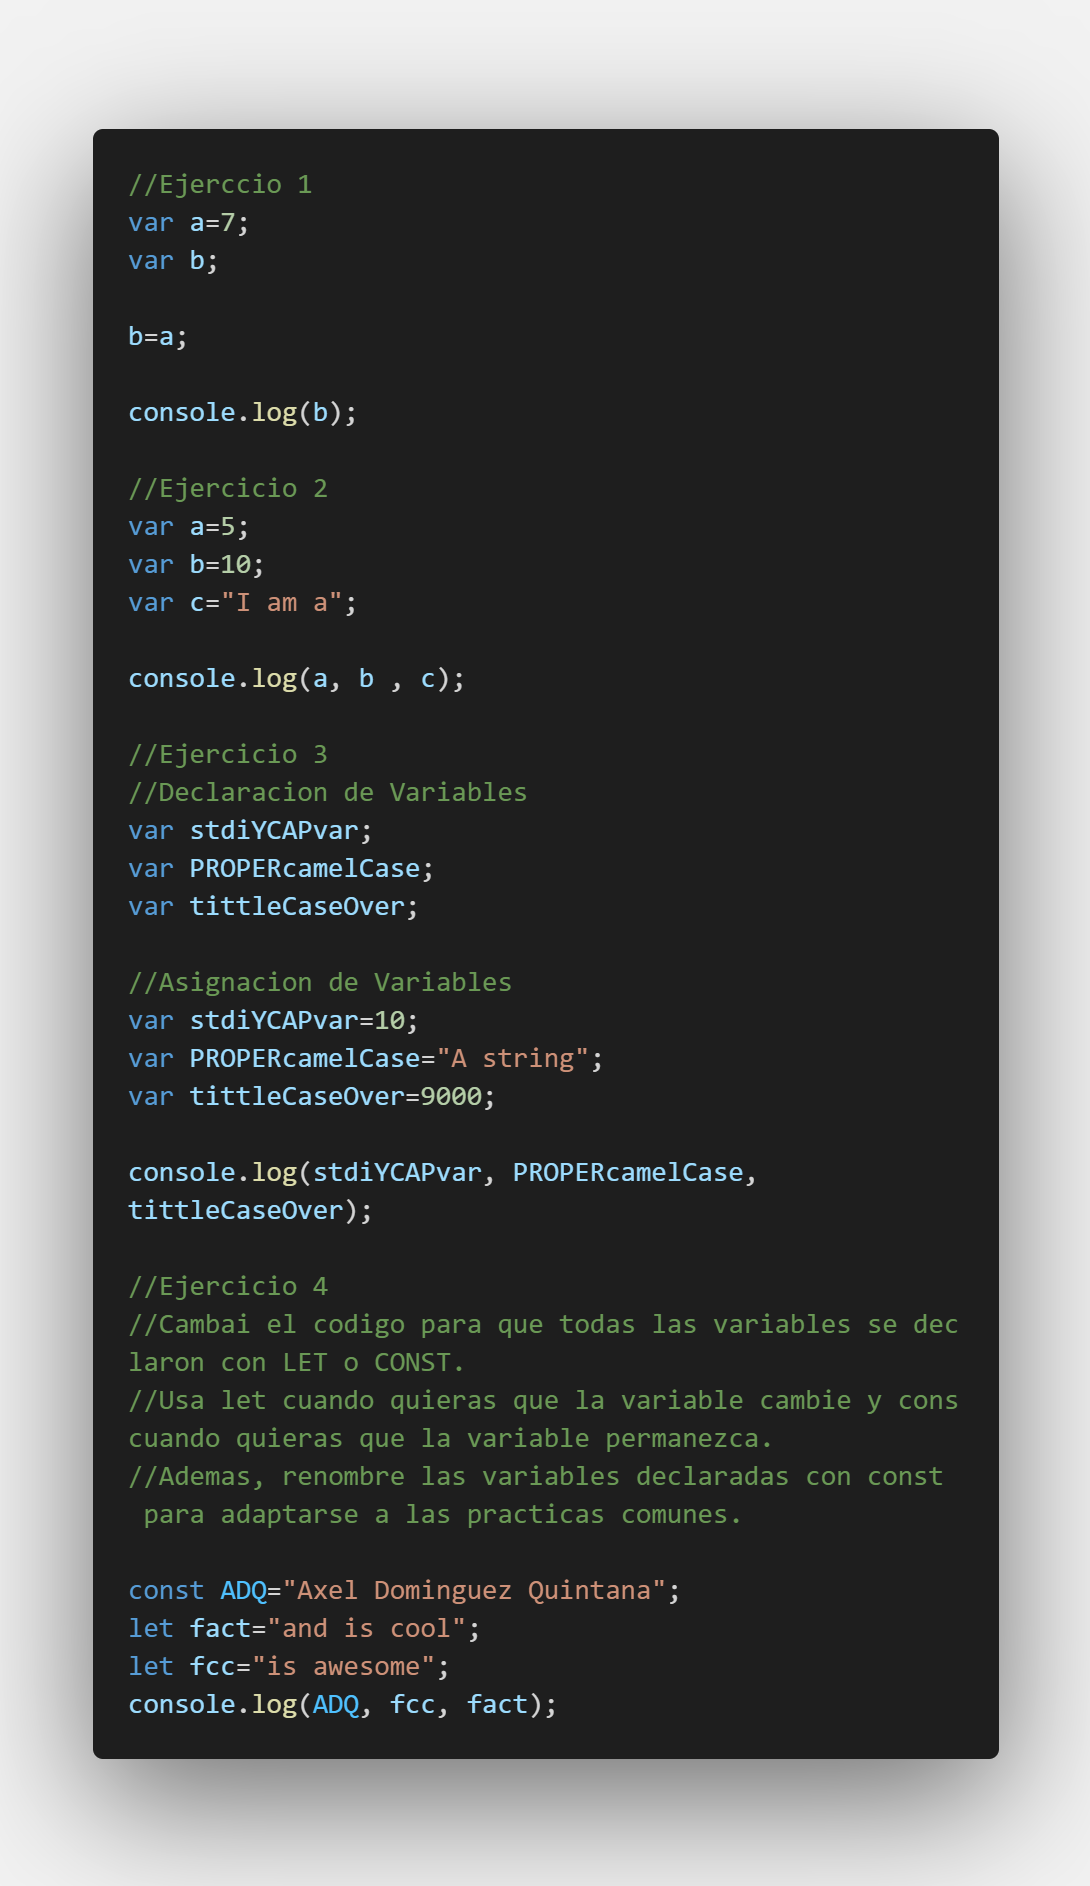 //Ejerccio 1
var a=7;
var b;
b=a;
console.log(b);
//Ejercicio 2
var a=5;
var b=10;
var c="I am a";
console.log(a, b , c);
//Ejercicio 3
//Declaracion de Variables
var stdiYCAPvar;
var PROPERcamelCase;
var tittleCaseOver;
//Asignacion de Variables
var stdiYCAPvar=10;
var PROPERcamelCase="A string";
var tittleCaseOver=9000;
console.log(stdiYCAPvar, PROPERcamelCase,
tittleCaseOver);
//Ejercicio 4
//Cambai el codigo para que todas las variables se dec
laron con LET o CONST.
//Usa let cuando quieras que la variable cambie y cons
cuando quieras que la variable permanezca.
//Ademas, renombre las variables declaradas con const
 para adaptarse a las practicas comunes.
const ADQ="Axel Dominguez Quintana";
let fact="and is cool";
let fcc="is awesome";
console.log(ADQ, fcc, fact);